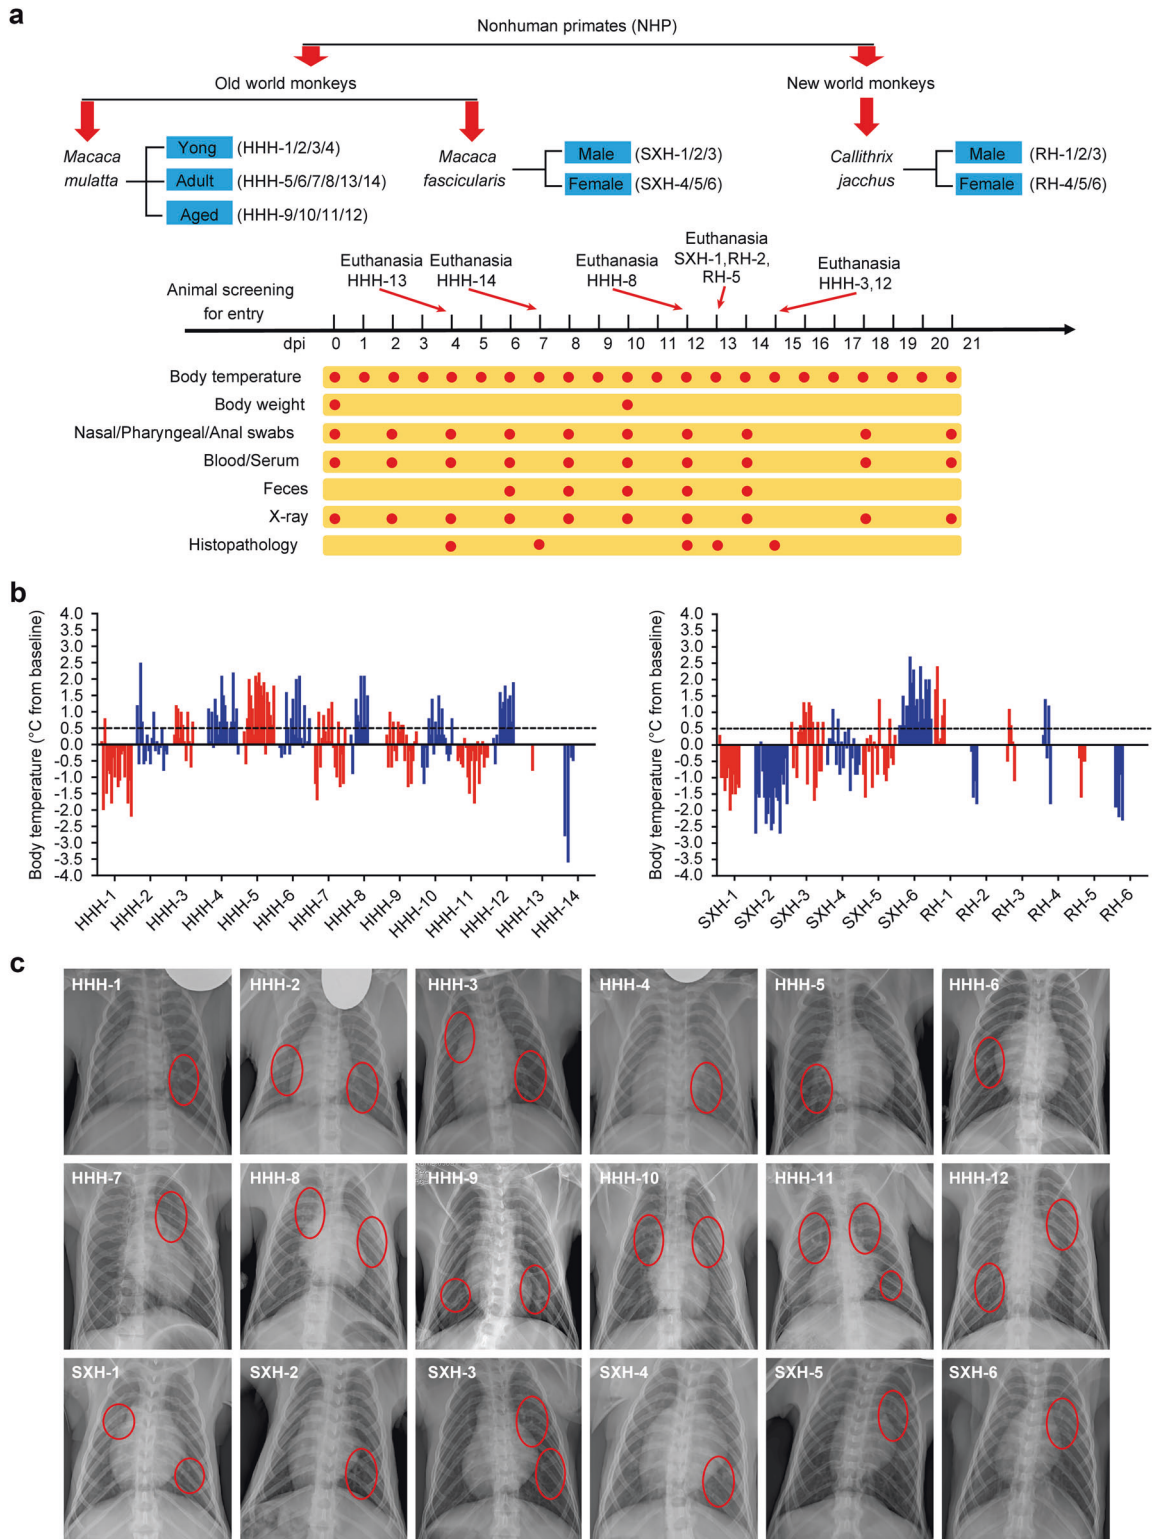 a
Nonhuman primates (NHP)
Old world monkeys
New world monkeys
Macaca
mulatta
Yong (HHH-1/2/3/4)
Adult (HHH-5/6/7/8/13/14)
Aged (HHH-9/10/11/12)
Macaca
fascicularis
Male (SXH-1/2/3)
Female (SXH-4/5/6)
Callithrix
jacchus
Male (RH-1/2/3)
Female (RH-4/5/6)
Animal screening
for entry
Euthanasia
HHH-13
Euthanasia
HHH-14
Euthanasia
HHH-8
Euthanasia
SXH-1,RH-2,
RH-5
Euthanasia
HHH-3,12
dpi 0 1 2 3 4 5 6 7 8 9 10 11 12 13 14 15 16 17 18 19 20 21
Body temperature
Body weight
Nasal/Pharyngeal/Anal swabs
Blood/Serum
Feces
X-ray
Histopathology
b
Body temperature (°C from baseline)
4.0
3.5
3.0
2.5
2.0
1.5
1.0
0.5
0.0
-0.5
-1.0
-1.5
-2.0
-2.5
-3.0
-3.5
-4.0
HHH-1 HHH-2 HHH-3 HHH-4 HHH-5 HHH-6 HHH-7 HHH-8 HHH-9 HHH-10 HHH-11 HHH-12 HHH-13 HHH-14
Body temperature (°C from baseline)
4.0
3.5
3.0
2.5
2.0
1.5
1.0
0.5
0.0
-0.5
-1.0
-1.5
-2.0
-2.5
-3.0
-3.5
-4.0
SXH-1 SXH-2 SXH-3 SXH-4 SXH-5 SXH-6 RH-1 RH-2 RH-3 RH-4 RH-5 RH-6
c
HHH-1 HHH-2 HHH-3 HHH-4 HHH-5 HHH-6
HHH-7 HHH-8 HHH-9 HHH-10 HHH-11 HHH-12
SXH-1 SXH-2 SXH-3 SXH-4 SXH-5 SXH-6